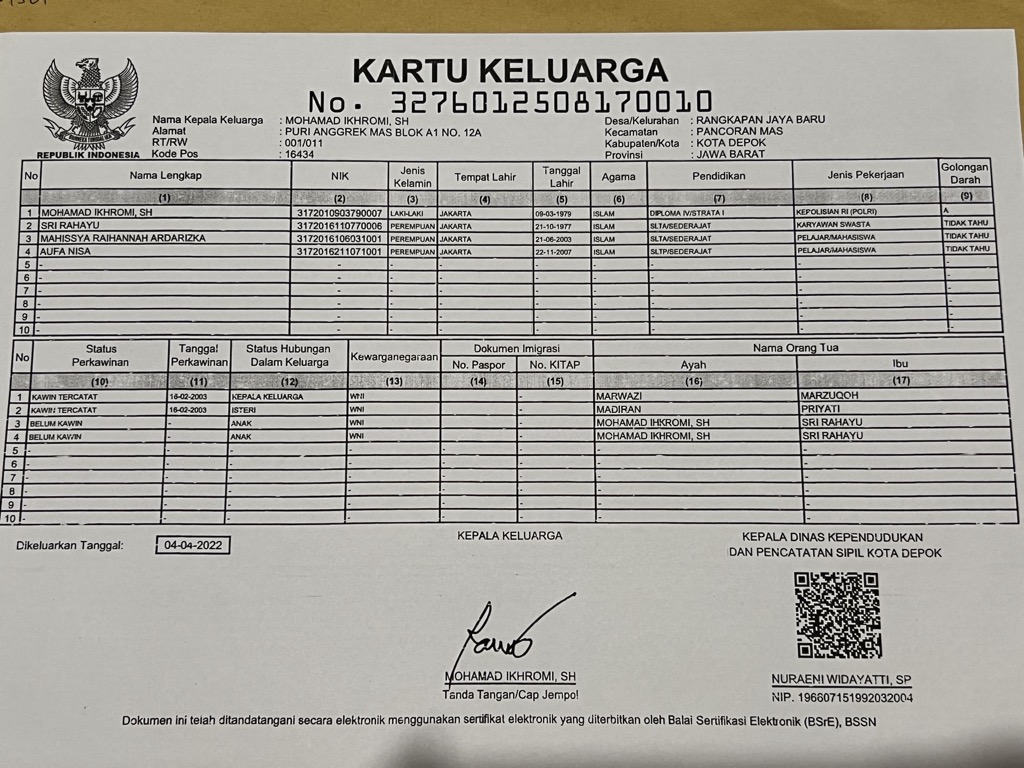 KARTU KELUARGA
No. 3276012508170010
REPUBLIK INDONESIA
Nama Kepala Keluarga : MOHAMAD IKHROMI, SH
Alamat : PURI ANGGREK MAS BLOK A1 NO. 12A
RT/RW : 001/011
Kode Pos : 16434
Desa/Kelurahan : RANGKAPAN JAYA BARU
Kecamatan : PANCORAN MAS
Kabupaten/Kota : KOTA DEPOK
Provinsi : JAWA BARAT
No Nama Lengkap NIK Jenis Kelamin Tempat Lahir Tanggal Lahir Agama Pendidikan Jenis Pekerjaan Golongan Darah
(1) (2) (3) (4) (5) (6) (7) (8) (9)
1 MOHAMAD IKHROMI, SH 3172010903790007 LAKI-LAKI JAKARTA 09-03-1979 ISLAM DIPLOMA IV/STRATA I KEPOLISIAN RI (POLRI) A
2 SRI RAHAYU 3172016110770006 PEREMPUAN JAKARTA 21-10-1977 ISLAM SLTA/SEDERAJAT KARYAWAN SWASTA TIDAK TAHU
3 MAHISSYA RAIHANNAH ARDARIZKA 3172016106031001 PEREMPUAN JAKARTA 21-06-2003 ISLAM SLTA/SEDERAJAT PELAJAR/MAHASISWA TIDAK TAHU
4 AUFA NISA 3172016211071001 PEREMPUAN JAKARTA 22-11-2007 ISLAM SLTP/SEDERAJAT PELAJAR/MAHASISWA TIDAK TAHU
5 - - - - - - - - -
6 - - - - - - - - -
7 - - - - - - - - -
8 - - - - - - - - -
9 - - - - - - - - -
10 - - - - - - - - -
No Status Perkawinan Tanggal Perkawinan Status Hubungan Dalam Keluarga Kewarganegaraan Dokumen Imigrasi Nama Orang Tua
No. Paspor No. KITAP Ayah Ibu
(10) (11) (12) (13) (14) (15) (16) (17)
1 KAWIN TERCATAT 16-02-2003 KEPALA KELUARGA WNI - MARWAZI MARZUQOH
2 KAWIN TERCATAT 16-02-2003 ISTERI WNI - MADIRAN PRIYATI
3 BELUM KAWIN - ANAK WNI - MOHAMAD IHKROMI, SH SRI RAHAYU
4 BELUM KAWIN - ANAK WNI - MOHAMAD IKHROMI, SH SRI RAHAYU
5 - - - - - - - -
6 - - - - - - - -
7 - - - - - - - -
8 - - - - - - - -
9 - - - - - - - -
10 - - - - - - - -
Dikeluarkan Tanggal: 04-04-2022
KEPALA KELUARGA
MOHAMAD IKHROMI, SH
Tanda Tangan/Cap Jempol
KEPALA DINAS KEPENDUDUKAN
DAN PENCATATAN SIPIL KOTA DEPOK
NURAENI WIDAYATTI, SP
NIP. 196607151992032004
Dokumen ini telah ditandatangani secara elektronik menggunakan sertifikat elektronik yang diterbitkan oleh Balai Sertifikasi Elektronik (BSrE), BSSN